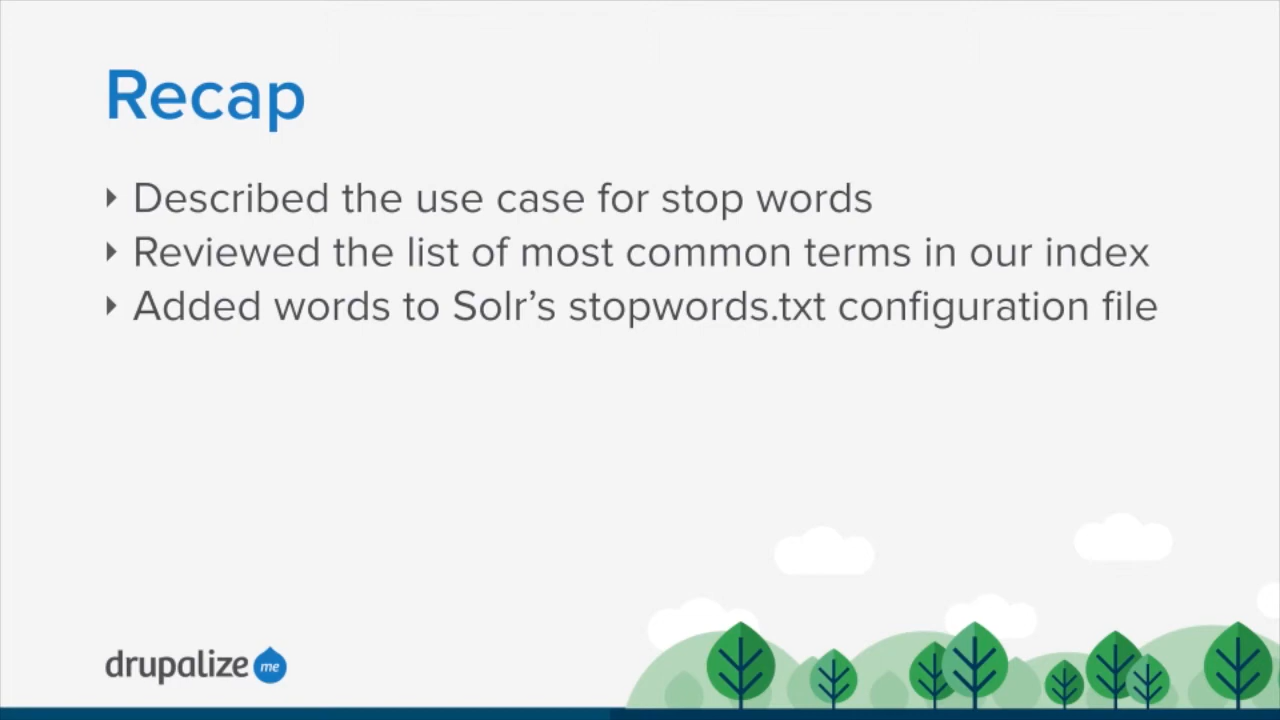 Recap
Described the use case for stop words
Reviewed the list of most common terms in our index
Added words to Solr’s stopwords.txt configuration file
drupalize me